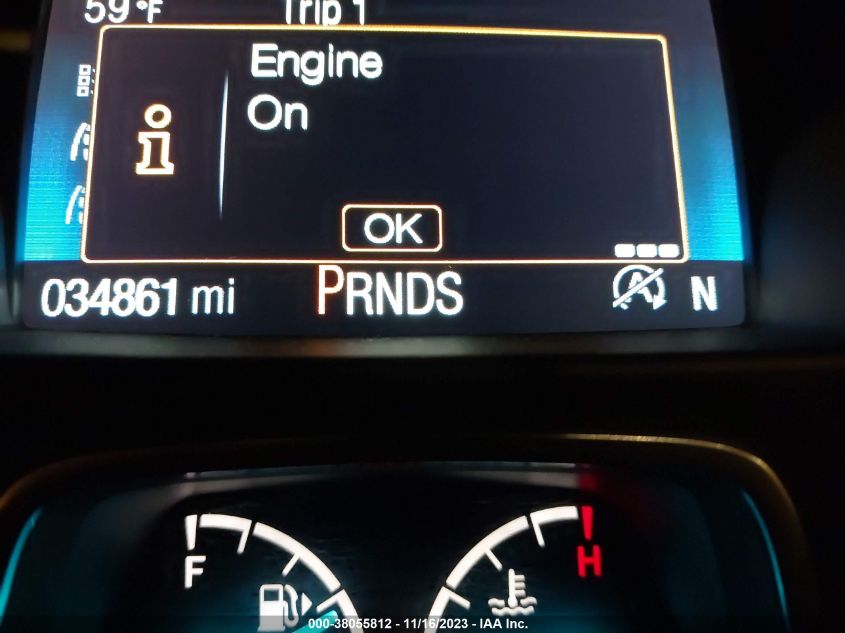 59°F Trip 1
Engine
On
OK
034861 mi PRNDS A N
F H
000-38055812 - 11/16/2023 - IAA Inc.